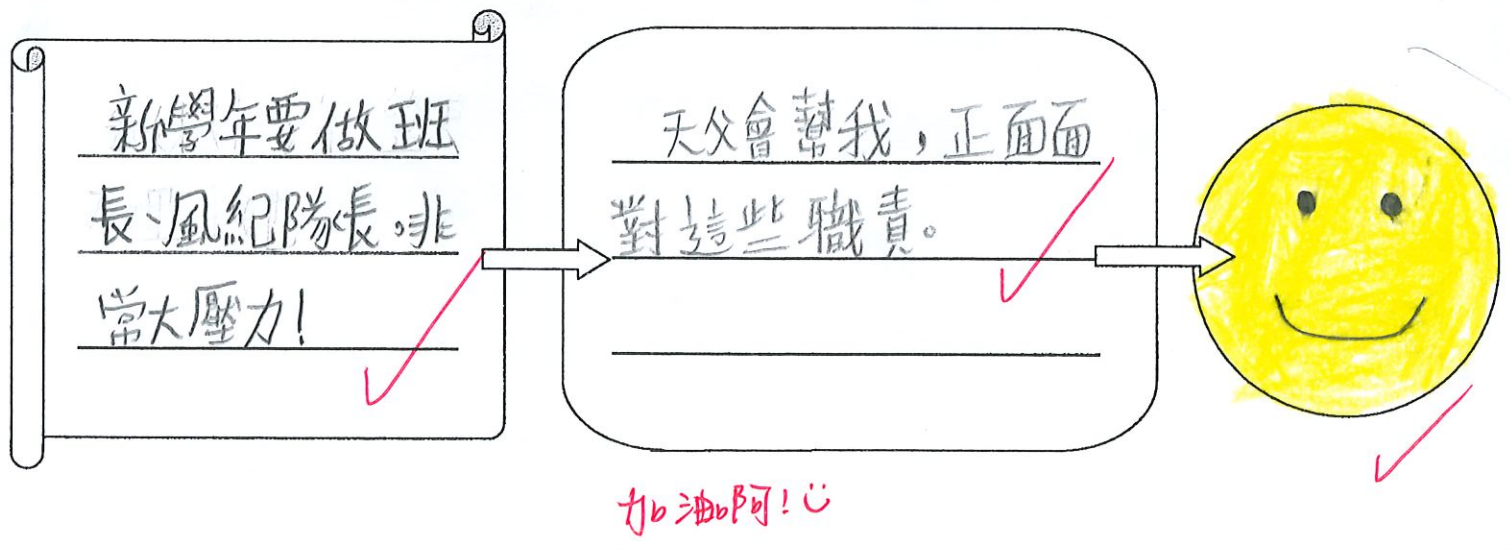 新學年要做班
長、風紀隊長。非
常大壓力!
天父會幫我，正面面
對這些職責。
加油阿!